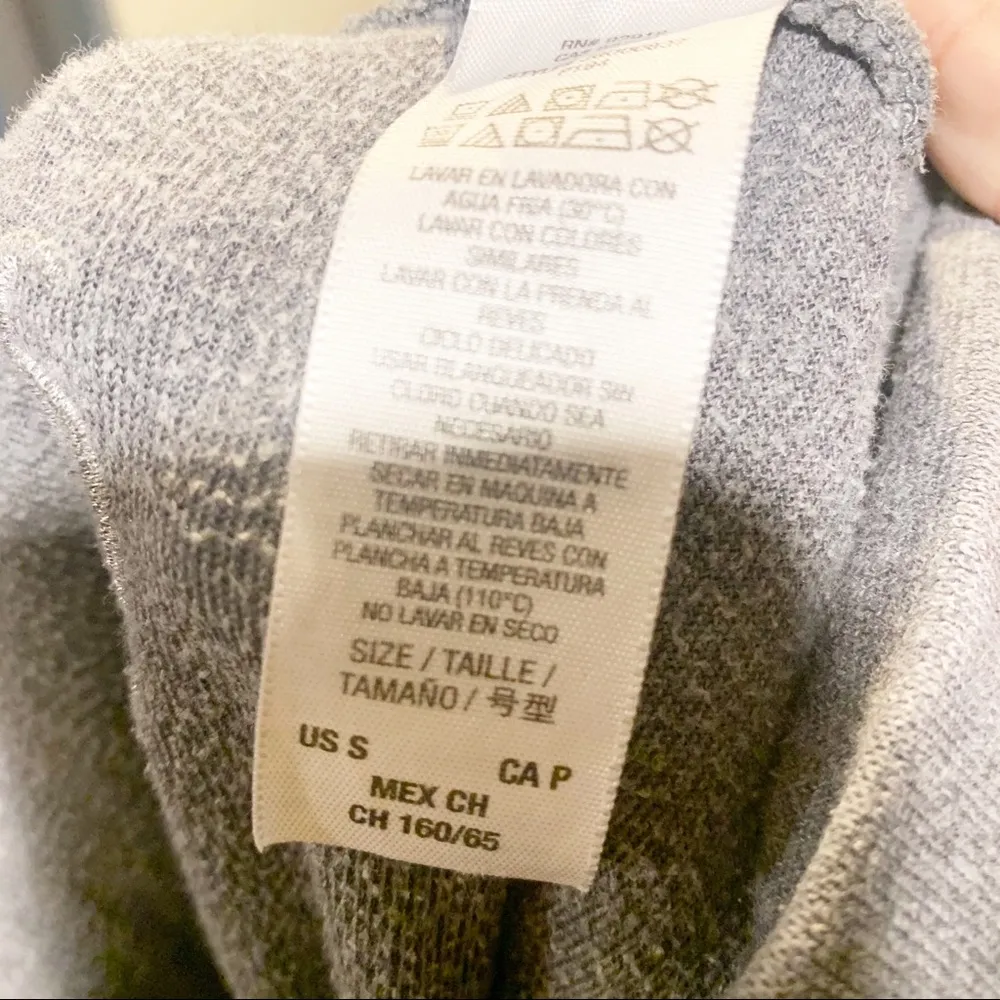 RN#
LAVAR EN LAVADORA CON
AGUA FRIA (30°C)
LAVAR CON COLORES
SIMILARES
LAVAR CON LA PRENDA AL
REVES
CICLO DELICADO
USAR BLANQUEADOR SIN
CLORO CUANDO SEA
NECESARIO
RETIRAR INMEDIATAMENTE
SECAR EN MAQUINA A
TEMPERATURA BAJA
PLANCHAR AL REVES CON
PLANCHA A TEMPERATURA
BAJA (110°C)
NO LAVAR EN SECO
SIZE / TAILLE /
TAMAÑO / 号型
US S CA P
MEX CH
CH 160/65